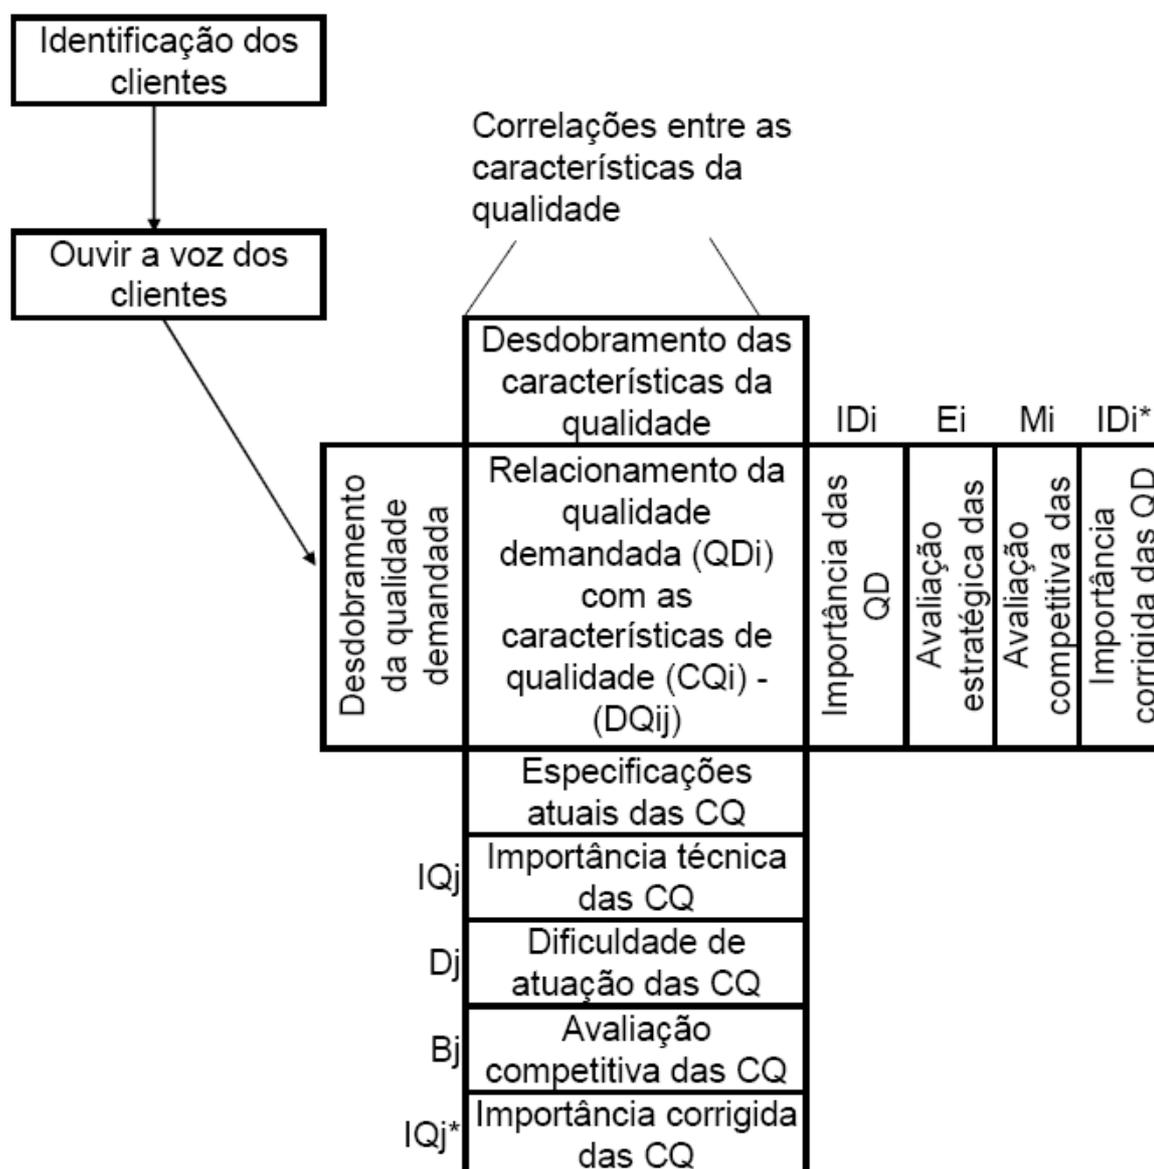 Identificação dos
clientes
Correlações entre as
características da
qualidade
Ouvir a voz dos
clientes
Desdobramento das
características da
qualidade
IDi
Ei
Mi
IDi*
Desdobramento
da qualidade
demandada
Relacionamento da
qualidade
demandada (QDi)
com as
características de
qualidade (CQi) -
(DQij)
Importância das
QD
Avaliação
estratégica das
Avaliação
competitiva das
Importância
corrigida das QD
Especificações
atuais das CQ
IQj
Importância técnica
das CQ
Dj
Dificuldade de
atuação das CQ
Bj
Avaliação
competitiva das CQ
IQj*
Importância corrigida
das CQ